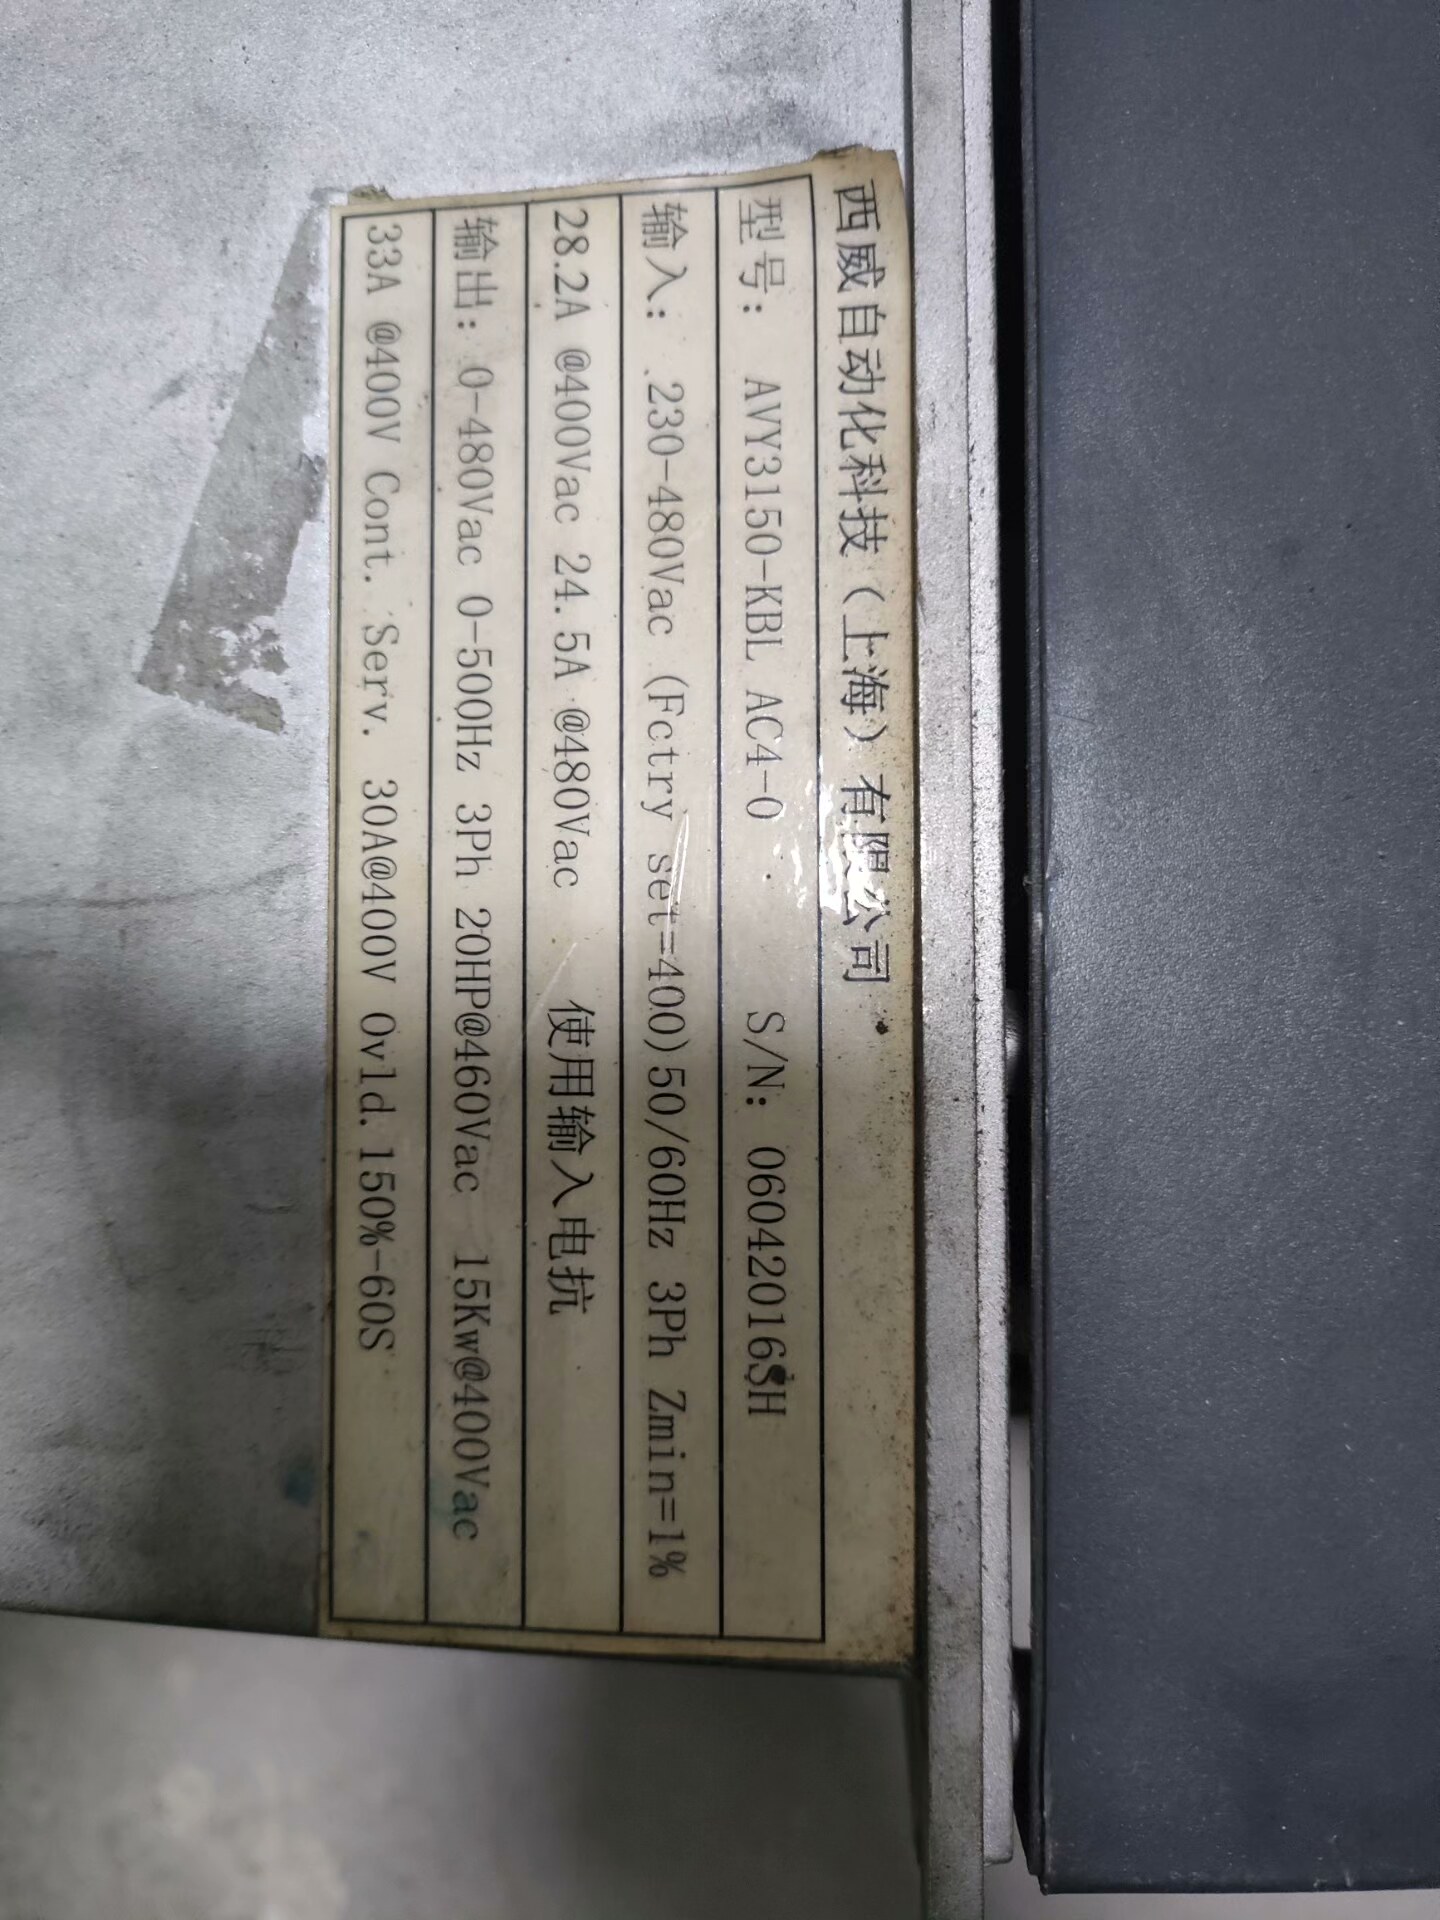 西威自动化科技（上海）有限公司
型号： AVY3150-KBL AC4-0 S/N: 06042016SH
输入: 230-480Vac (Fctry set=400)50/60Hz 3Ph Zmin=1%
28.2A @400Vac 24.5A @480Vac 使用输入电抗
输出: 0-480Vac 0-500Hz 3Ph 20HP@460Vac 15Kw@400Vac
33A @400V Cont. Serv. 30A@400V Ovld.150%-60S